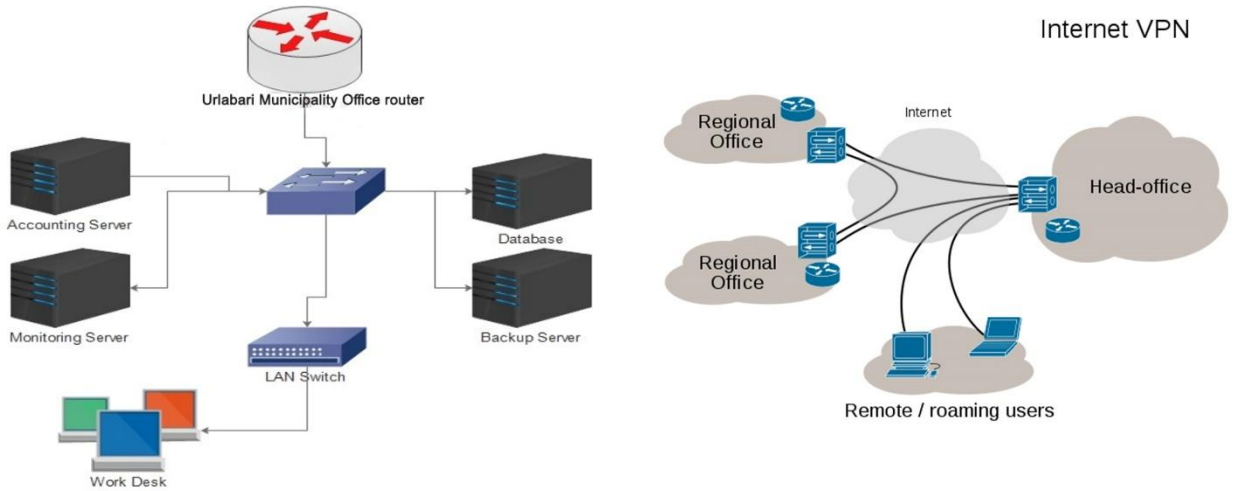 Urlabari Municipality Office router
Accounting Server
Database
Monitoring Server
Backup Server
LAN Switch
Work Desk
Internet VPN
Internet
Regional
Office
Head-office
Regional
Office
Remote / roaming users